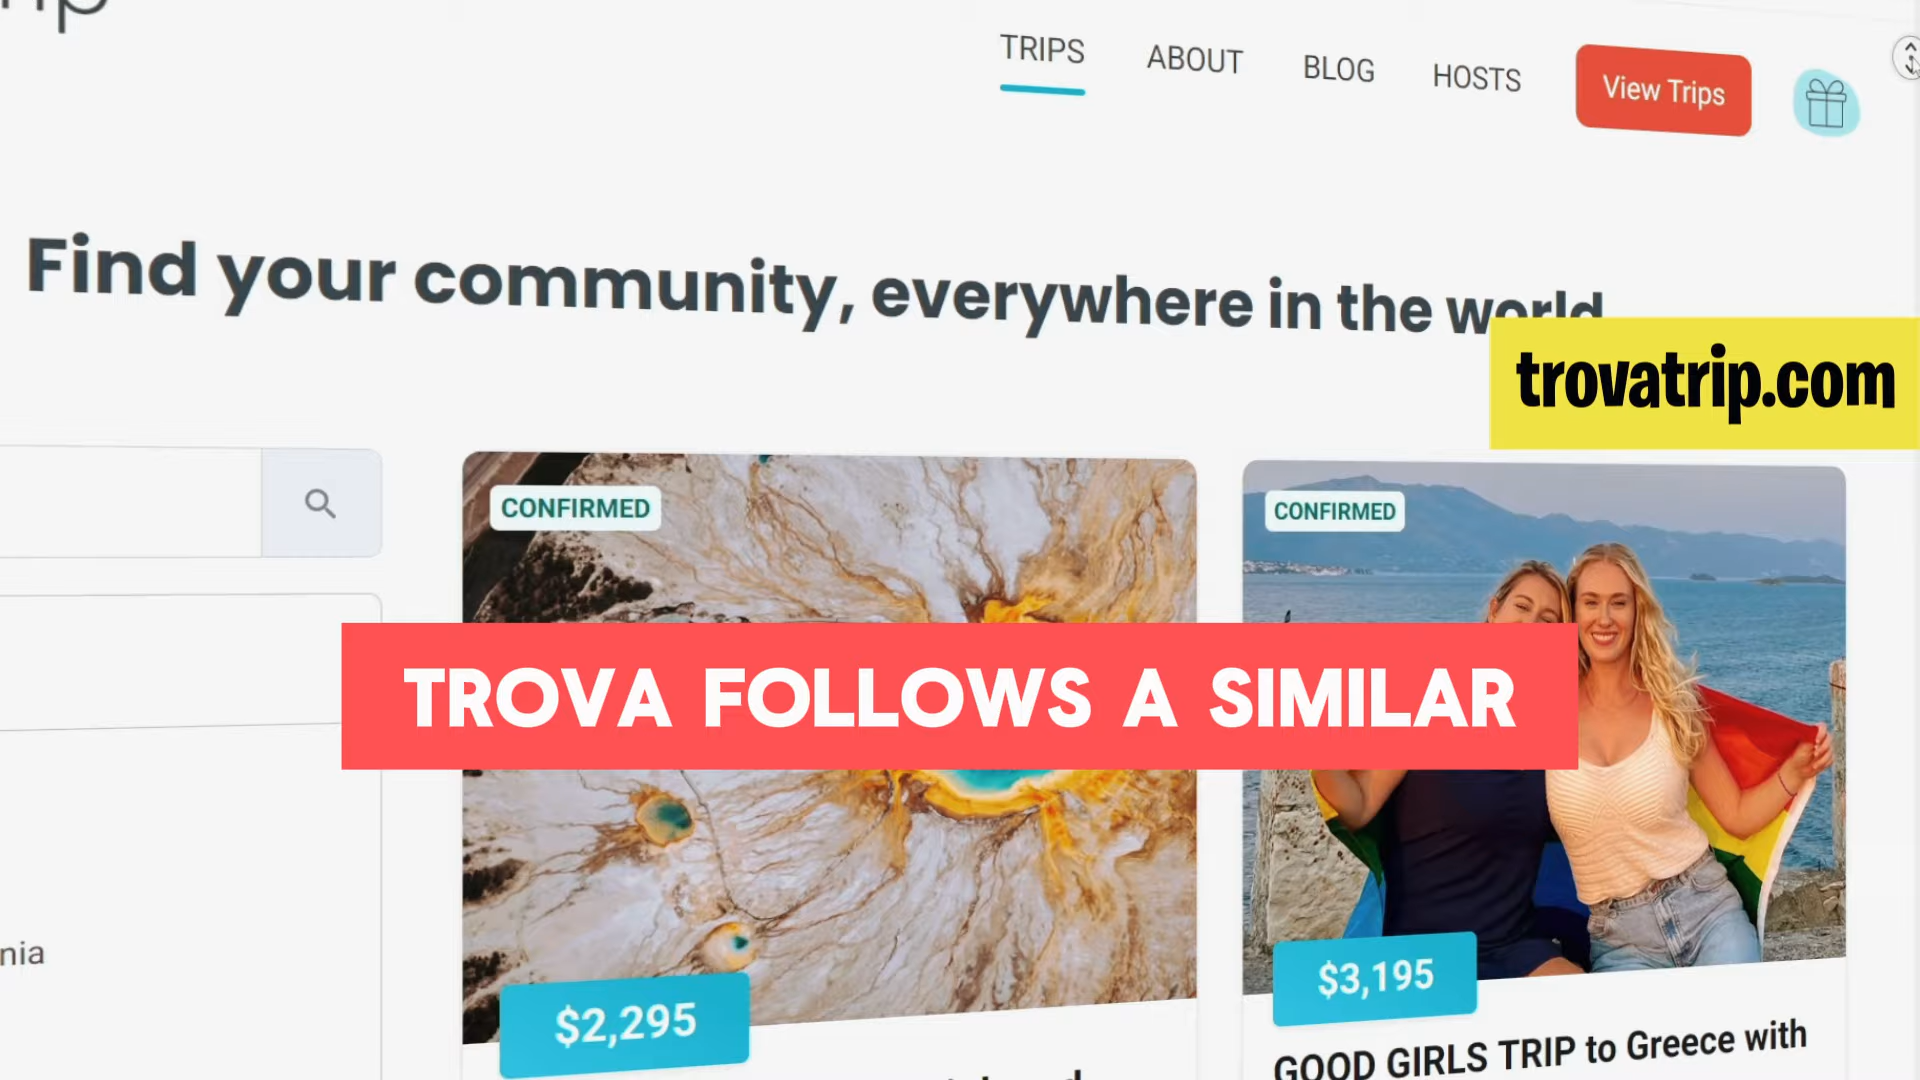 TRIPS
ABOUT
BLOG
HOSTS
View Trips
Find your community, everywhere in the world
trovatrip.com
CONFIRMED
CONFIRMED
TROVA FOLLOWS A SIMILAR
nia
$2,295
$3,195
GOOD GIRLS TRIP to Greece with